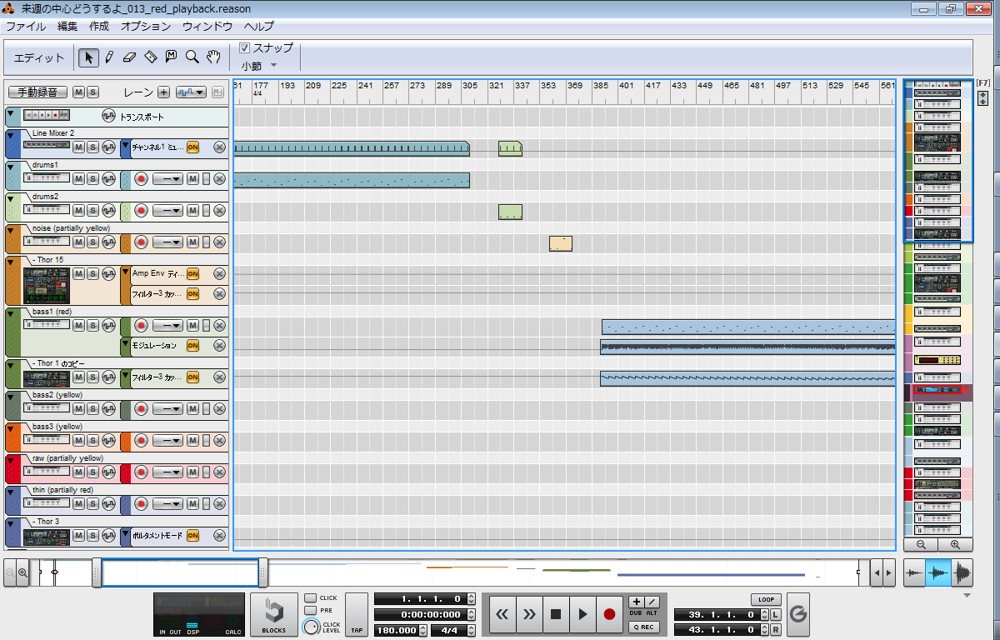 来週の中心どうするよ_013_red_playback.reason
ファイル 編集 作成 オプション ウィンドウ ヘルプ
エディット
スナップ
小節
[F7]
手動録音 M S レーン +
177 193 209 225 241 257 273 289 305 321 337 353 369 385 401 417 433 449 465 481 497 513 529 545 561
4/4
トランスポート
Line Mixer 2
M S チャンネル1 ミュ... ON
drums1
M S M
drums2
M S M
noise (partially yellow)
M S M
- Thor 15
M S Amp Env ディ... ON
フィルター3 カッ... ON
bass1 (red)
M S M
モジュレーション ON
- Thor 1 のコピー
M S フィルター3 カッ... ON
bass2 (yellow)
M S M
bass3 (yellow)
M S M
raw (partially yellow)
M S M
thin (partially red)
M S M
- Thor 3
M S ポルタメントモード ON
IN OUT DSP CALC
BLOCKS
CLICK
PRE
CLICK LEVEL
TAP
1. 1. 1. 0
0:00:00:000
180.000 4/4
DUB ALT
Q REC
LOOP
39. 1. 1. 0 L
43. 1. 1. 0 R